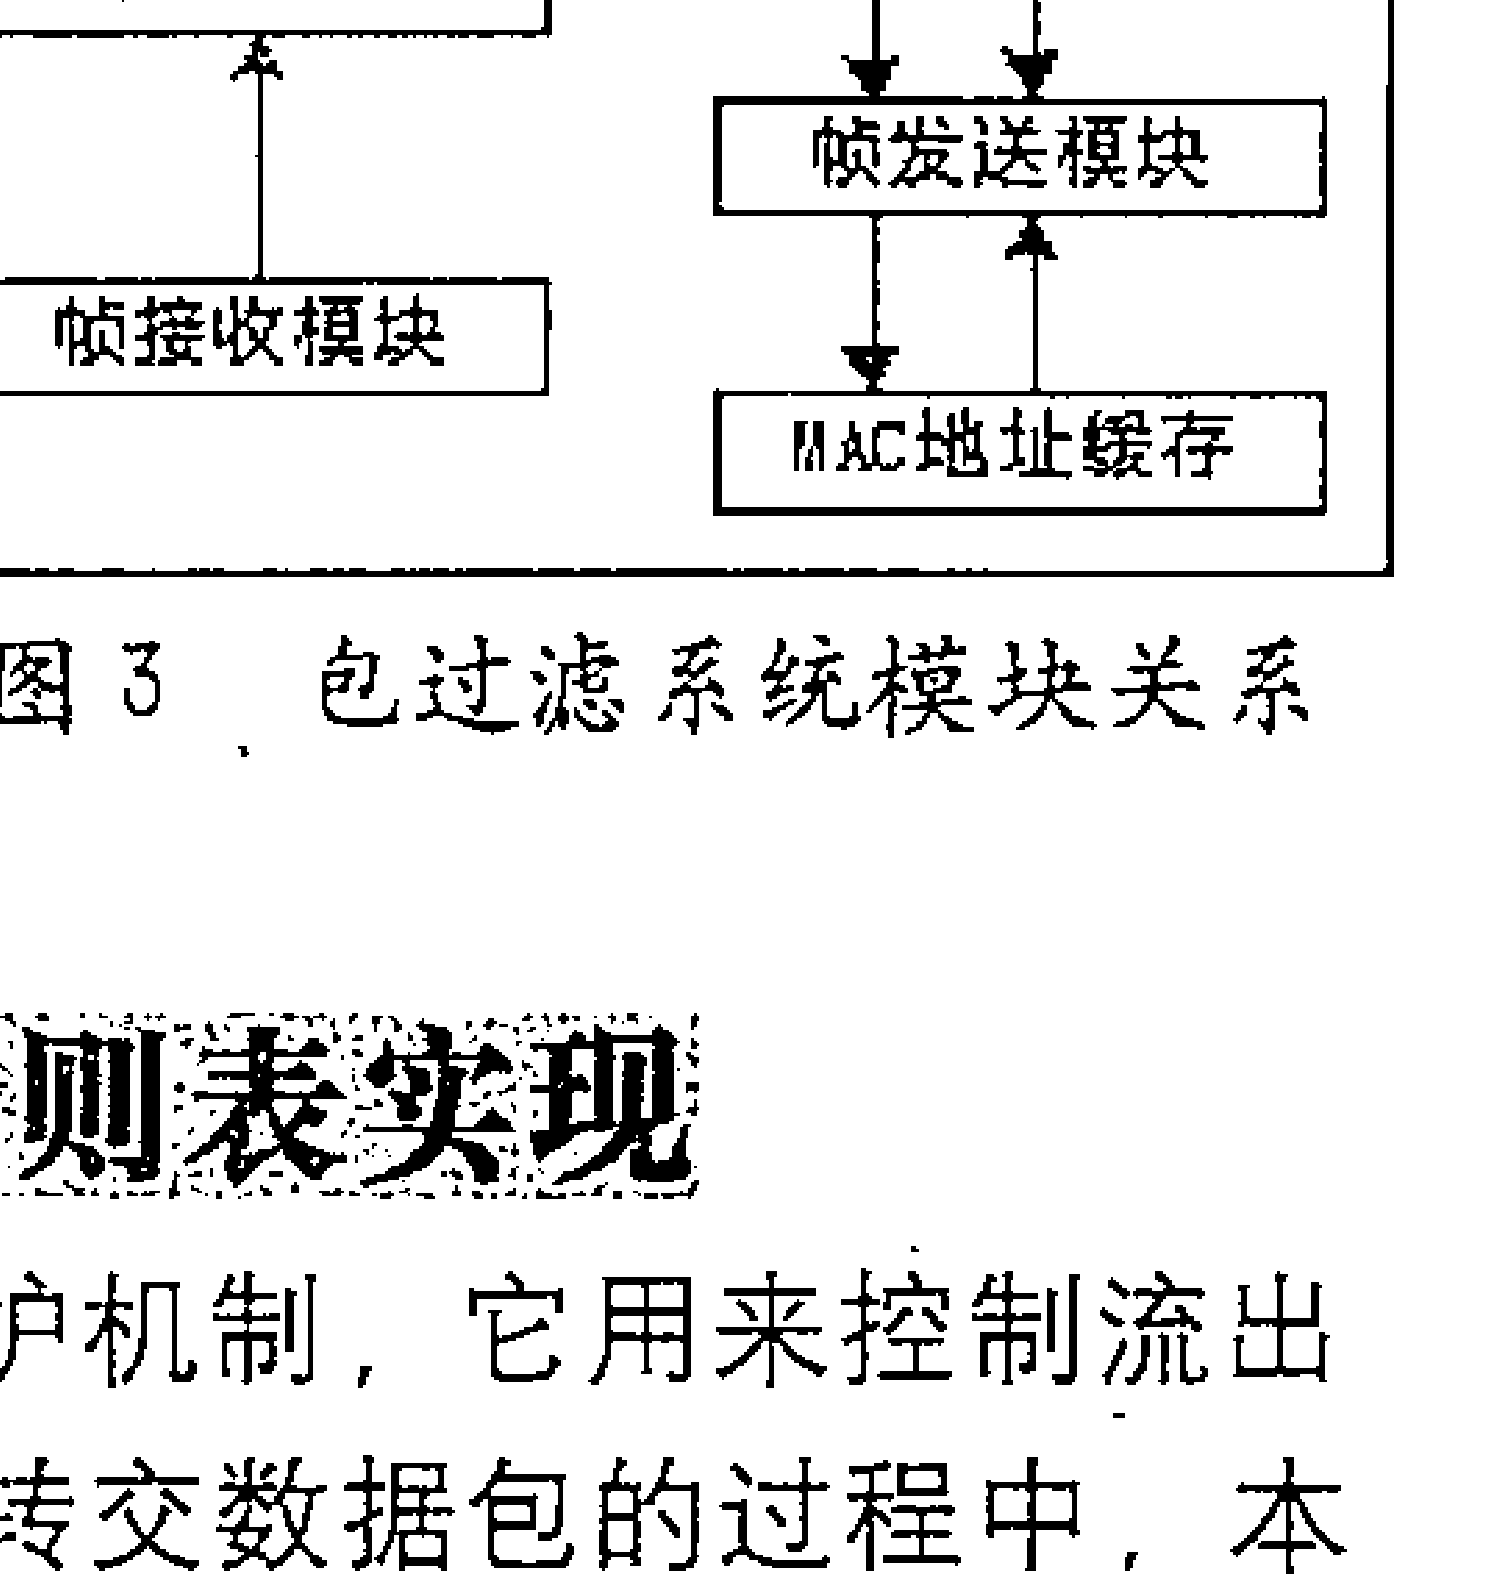 帧发送模块
帧接收模块
MAC地址缓存
图3 包过滤系统模块关系
则表实现
护机制，它用来控制流出
转交数据包的过程中，本